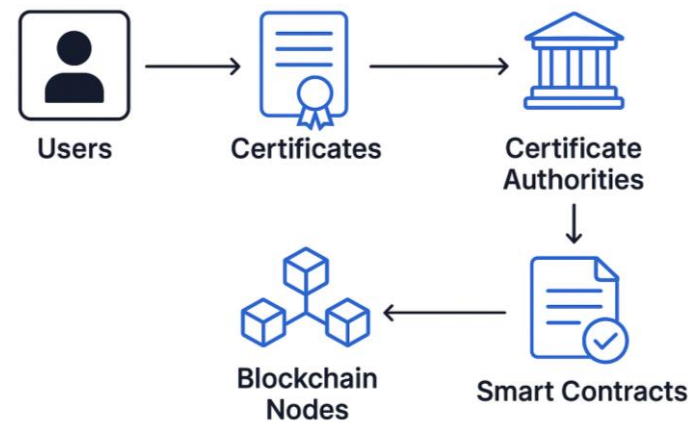 Users
Certificates
Certificate
Authorities
Smart Contracts
Blockchain
Nodes